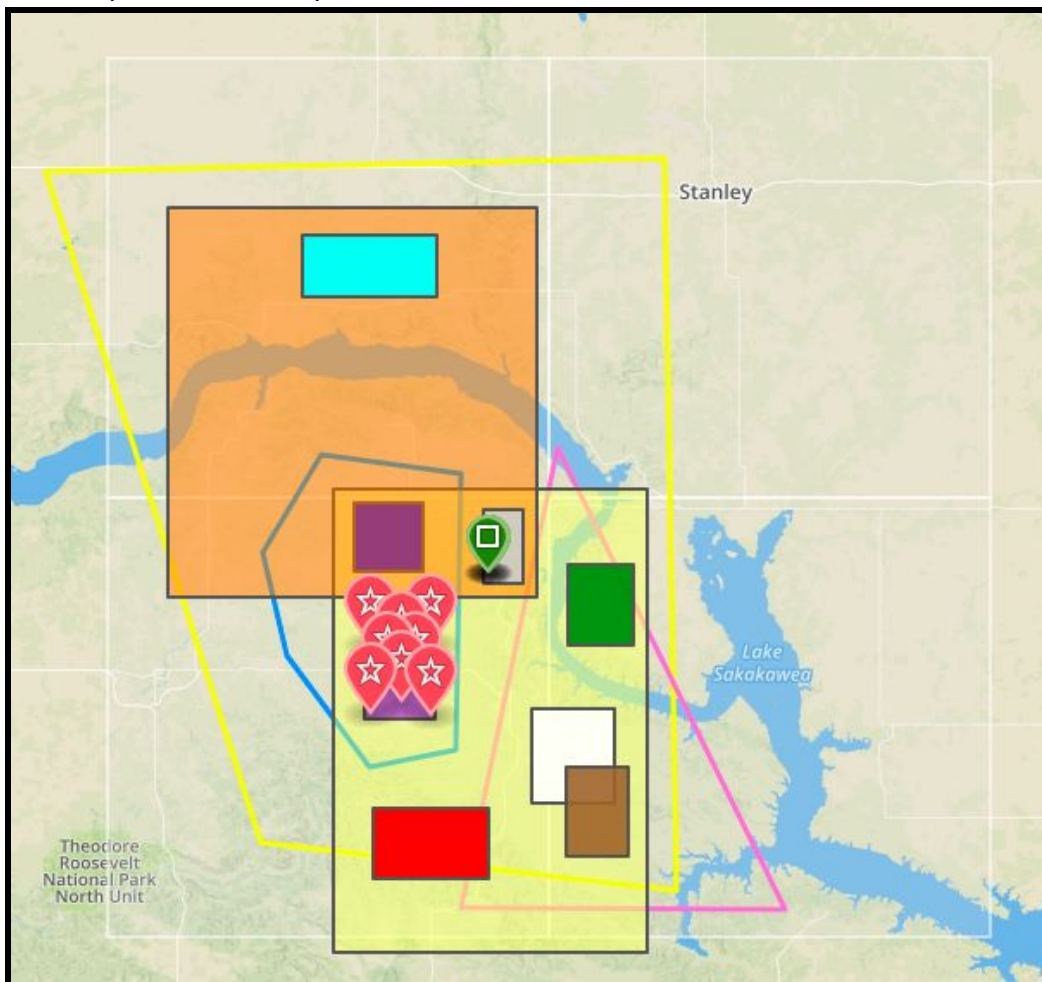 Stanley
Lake
Sakakawea
Theodore
Roosevelt
National Park
North Unit